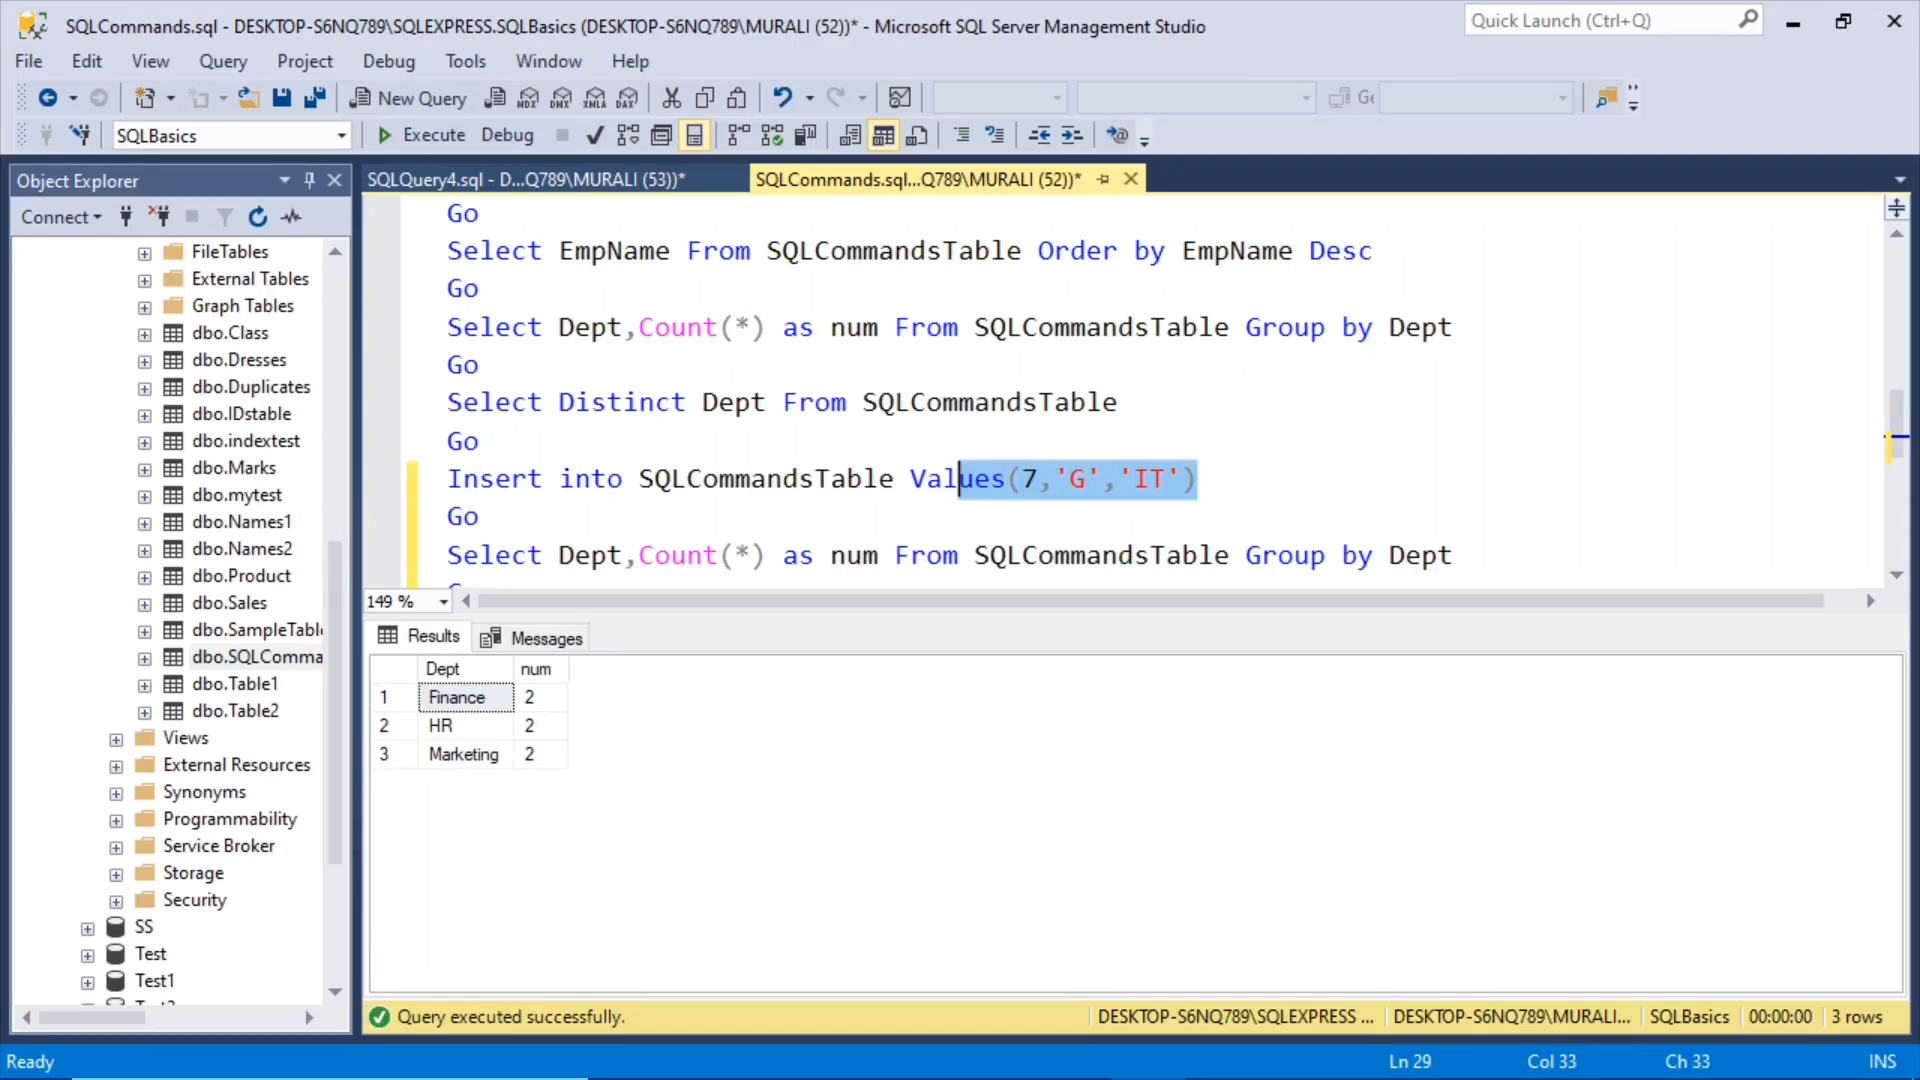 SQLCommands.sql - DESKTOP-S6NQ789\SQLEXPRESS.SQLBasics (DESKTOP-S6NQ789\MURALI (52))* - Microsoft SQL Server Management Studio
Quick Launch (Ctrl+Q)
File Edit View Query Project Debug Tools Window Help
New Query
MDX DMX XMLA DAX
SQLBasics
Execute Debug
Object Explorer
SQLQuery4.sql - D...Q789\MURALI (53))*
SQLCommands.sql...Q789\MURALI (52))*
Connect
FileTables
External Tables
Graph Tables
dbo.Class
dbo.Dresses
dbo.Duplicates
dbo.IDstable
dbo.indextest
dbo.Marks
dbo.mytest
dbo.Names1
dbo.Names2
dbo.Product
dbo.Sales
dbo.SampleTabl
dbo.SQLComma
dbo.Table1
dbo.Table2
Views
External Resources
Synonyms
Programmability
Service Broker
Storage
Security
SS
Test
Test1
Go
Select EmpName From SQLCommandsTable Order by EmpName Desc
Go
Select Dept,Count(*) as num From SQLCommandsTable Group by Dept
Go
Select Distinct Dept From SQLCommandsTable
Go
Insert into SQLCommandsTable Values(7,'G','IT')
Go
Select Dept,Count(*) as num From SQLCommandsTable Group by Dept
149 %
Results Messages
Dept num
1 Finance 2
2 HR 2
3 Marketing 2
Query executed successfully.
DESKTOP-S6NQ789\SQLEXPRESS ... DESKTOP-S6NQ789\MURALI... SQLBasics 00:00:00 3 rows
Ready
Ln 29 Col 33 Ch 33 INS